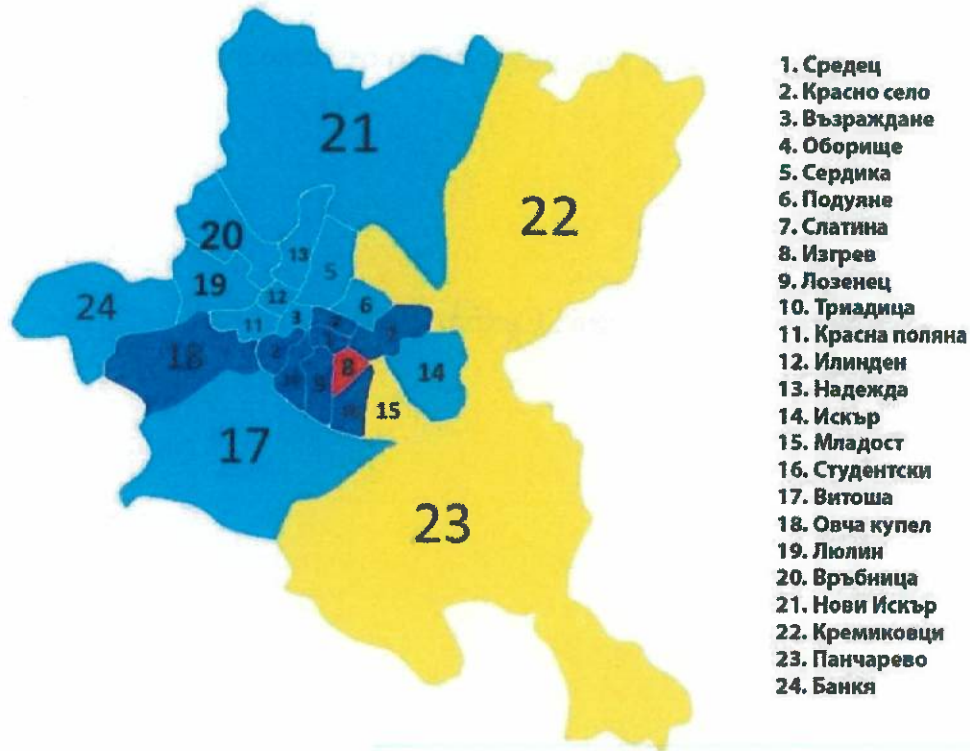 21
22
20
13
5
19
24
12
6
3
11
18
8
14
9
15
17
23
1. Средец
2. Красно село
3. Възраждане
4. Оборище
5. Сердика
6. Подуяне
7. Слатина
8. Изгрев
9. Лозенец
10. Триадица
11. Красна поляна
12. Илинден
13. Надежда
14. Искър
15. Младост
16. Студентски
17. Витоша
18. Овча купел
19. Люлин
20. Връбница
21. Нови Искър
22. Кремиковци
23. Панчарево
24. Банкя